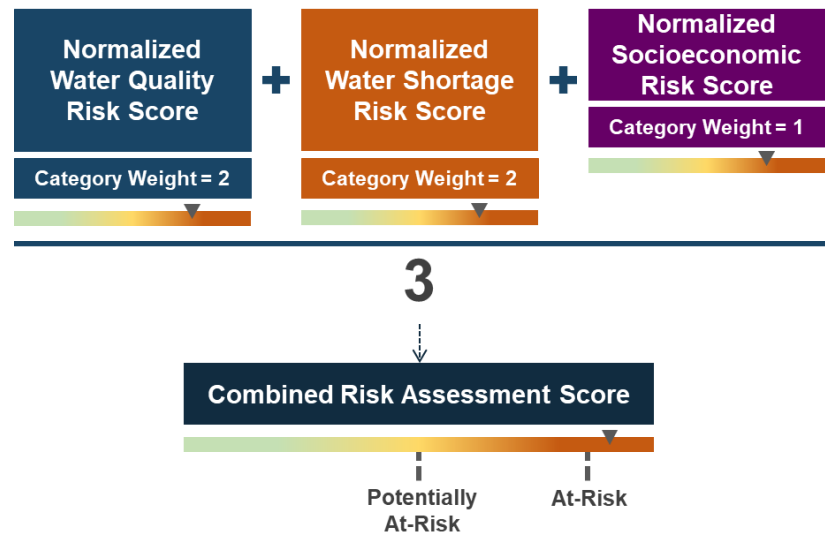 Normalized
Water Quality
Risk Score
+
Normalized
Water Shortage
Risk Score
+
Normalized
Socioeconomic
Risk Score
Category Weight = 2
Category Weight = 2
Category Weight = 1
3
Combined Risk Assessment Score
Potentially
At-Risk
At-Risk